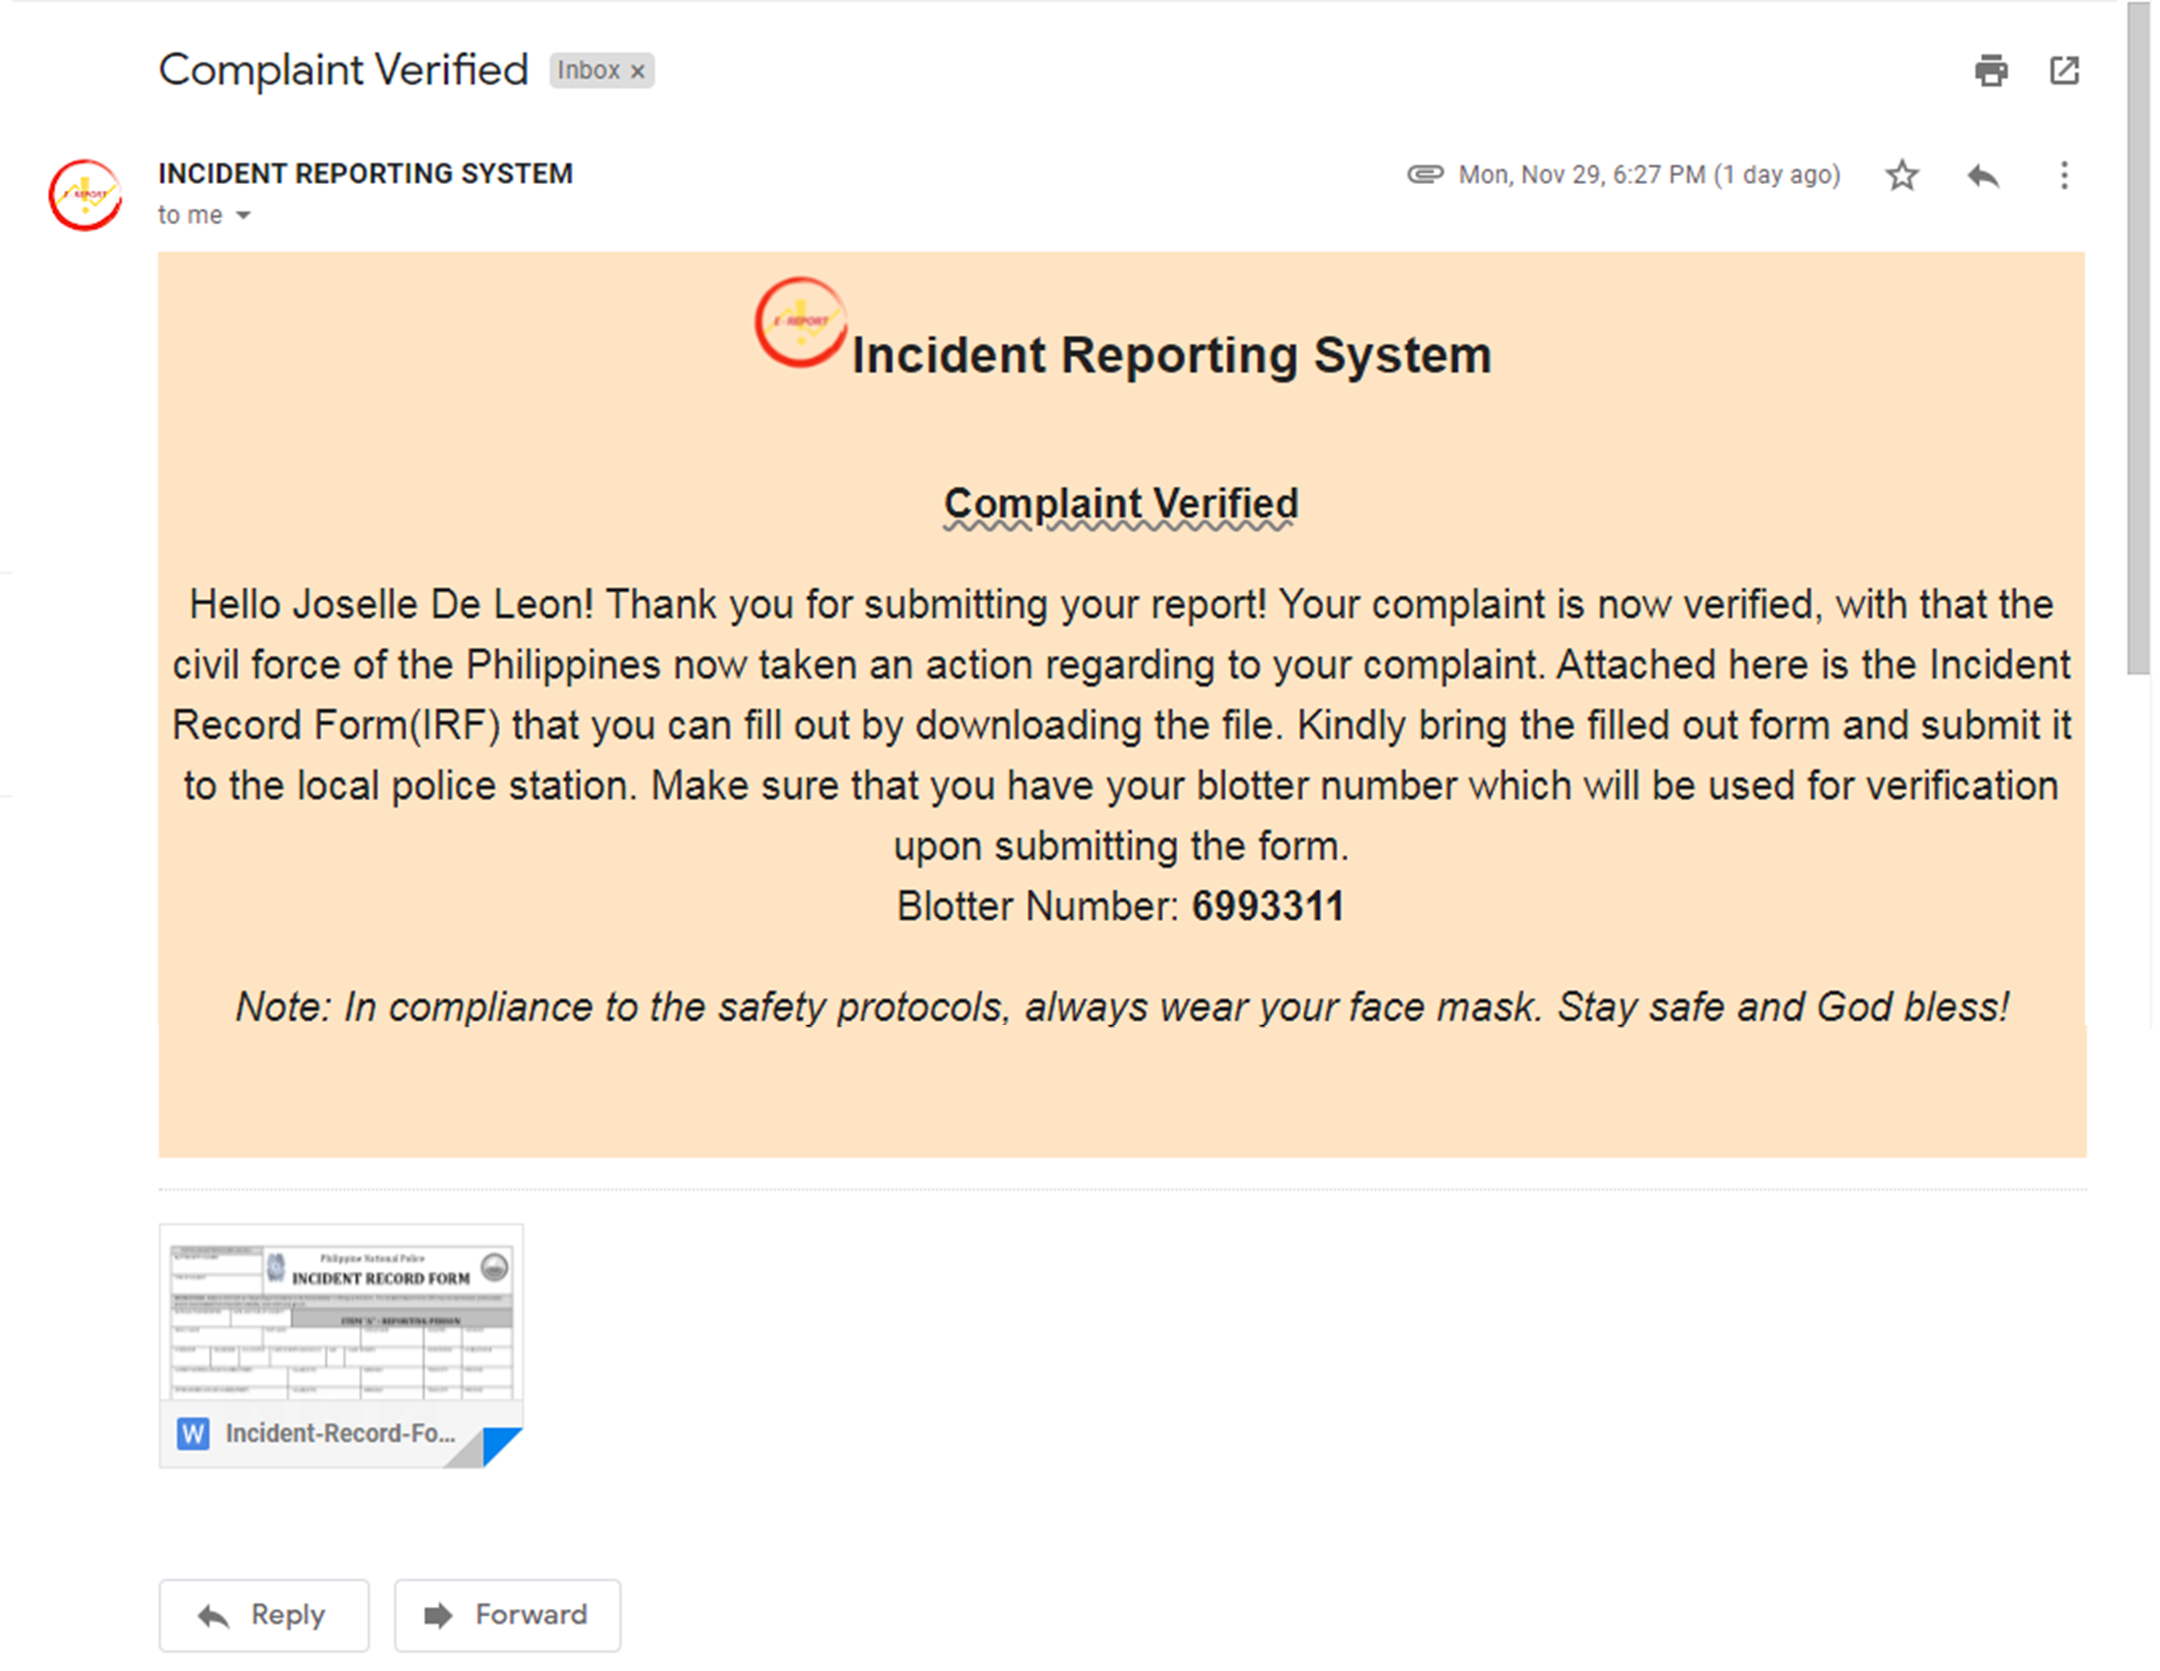 Complaint Verified Inbox x
INCIDENT REPORTING SYSTEM
Mon, Nov 29, 6:27 PM (1 day ago)
to me
E-REPORT
E-REPORT
Incident Reporting System
Complaint Verified
Hello Joselle De Leon! Thank you for submitting your report! Your complaint is now verified, with that the
civil force of the Philippines now taken an action regarding to your complaint. Attached here is the Incident
Record Form(IRF) that you can fill out by downloading the file. Kindly bring the filled out form and submit it
to the local police station. Make sure that you have your blotter number which will be used for verification
upon submitting the form.
Blotter Number: 6993311
Note: In compliance to the safety protocols, always wear your face mask. Stay safe and God bless!
Philippine National Police
INCIDENT RECORD FORM
ITEM "A" - REPORTING PERSON
W Incident-Record-Fo...
Reply
Forward